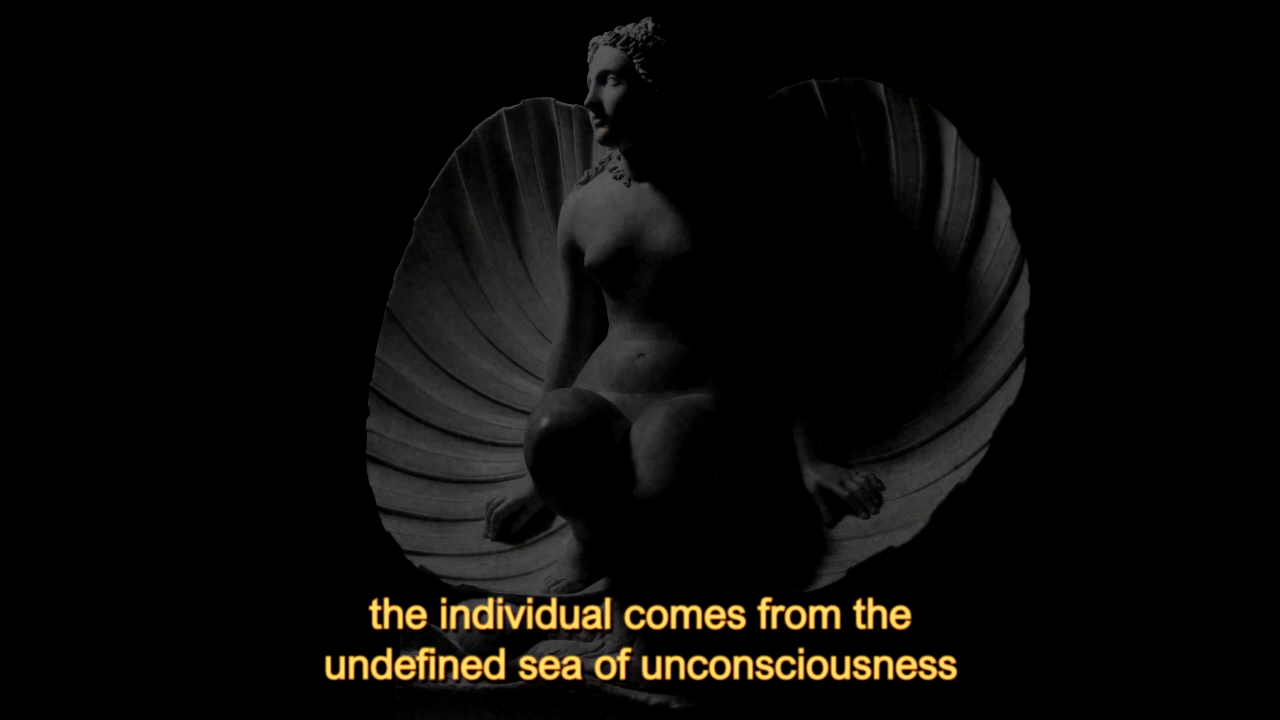 the individual comes from the
undefined sea of unconsciousness